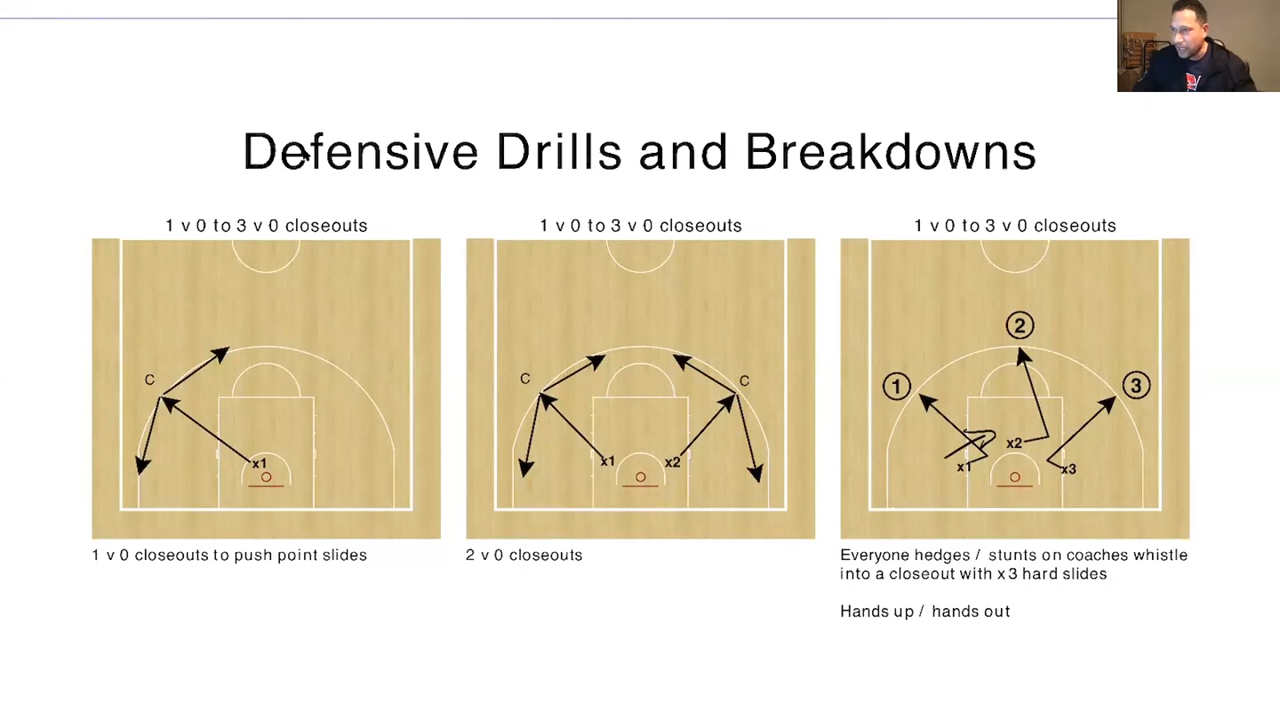 Defensive Drills and Breakdowns
1 v 0 to 3 v 0 closeouts
C
x1
1 v 0 closeouts to push point slides
1 v 0 to 3 v 0 closeouts
C
C
x1
x2
2 v 0 closeouts
1 v 0 to 3 v 0 closeouts
2
1
3
x2
x1
x3
Everyone hedges / stunts on coaches whistle
into a closeout with x3 hard slides
Hands up / hands out